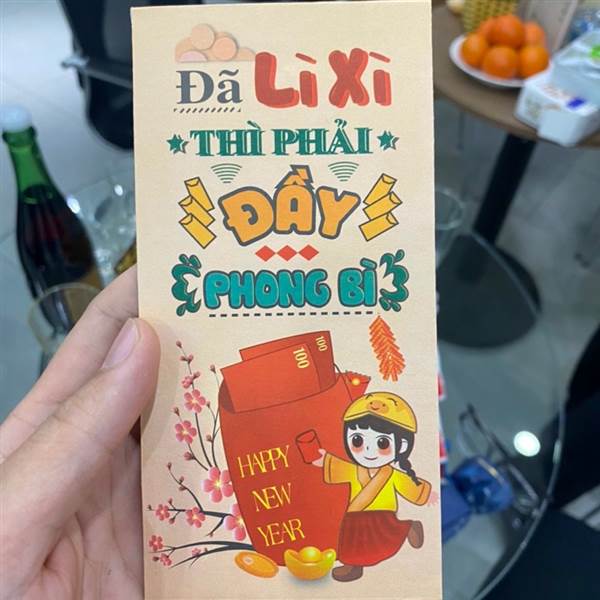 Đã LÌ XÌ
THÌ PHẢI
ĐẦY
PHONG BÌ
100
100
HAPPY
NEW
YEAR